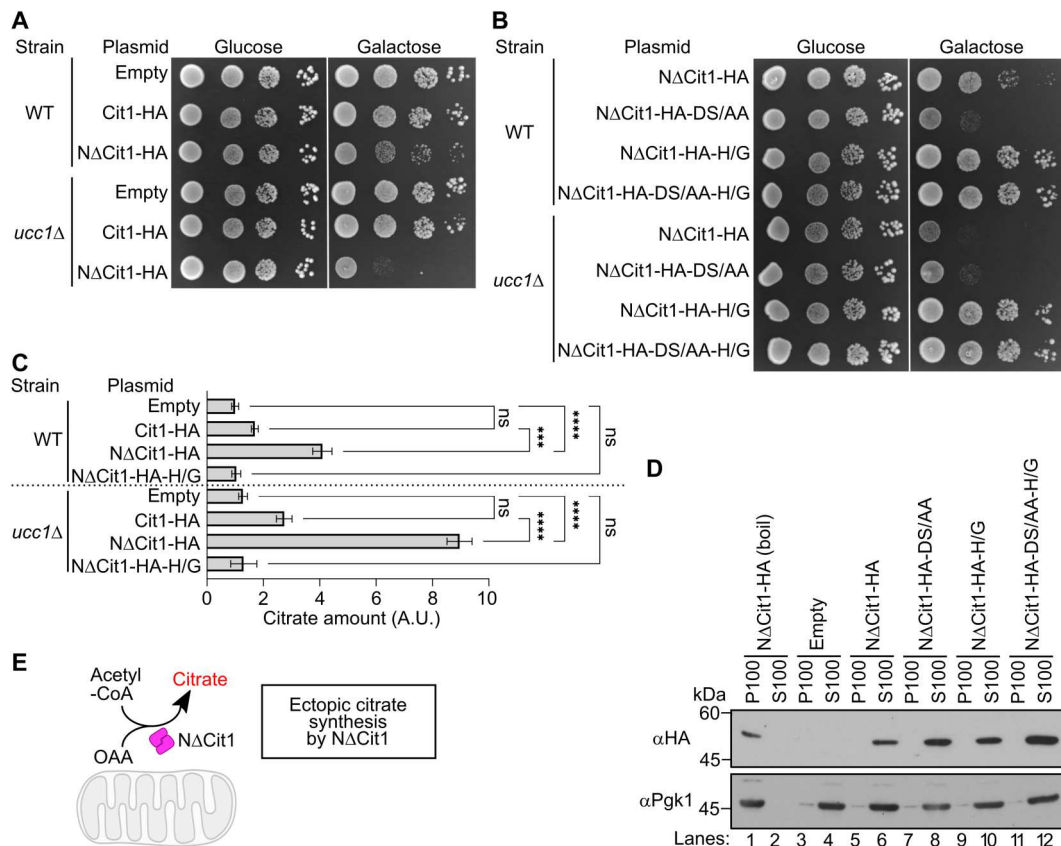 A
Strain Plasmid Glucose Galactose
WT
Empty
Cit1-HA
NΔCit1-HA
ucc1Δ
Empty
Cit1-HA
NΔCit1-HA
B
Strain Plasmid Glucose Galactose
WT
NΔCit1-HA
NΔCit1-HA-DS/AA
NΔCit1-HA-H/G
NΔCit1-HA-DS/AA-H/G
ucc1Δ
NΔCit1-HA
NΔCit1-HA-DS/AA
NΔCit1-HA-H/G
NΔCit1-HA-DS/AA-H/G
C
Strain Plasmid
WT
Empty
Cit1-HA
NΔCit1-HA
NΔCit1-HA-H/G
ns
***
****
ns
ucc1Δ
Empty
Cit1-HA
NΔCit1-HA
NΔCit1-HA-H/G
ns
****
****
ns
0 2 4 6 8 10
Citrate amount (A.U.)
D
NΔCit1-HA (boil)
Empty
NΔCit1-HA
NΔCit1-HA-DS/AA
NΔCit1-HA-H/G
NΔCit1-HA-DS/AA-H/G
P100 S100 P100 S100 P100 S100 P100 S100 P100 S100 P100 S100
kDa
60
αHA
45
αPgk1
45
Lanes: 1 2 3 4 5 6 7 8 9 10 11 12
E
Acetyl
-CoA
Citrate
NΔCit1
OAA
Ectopic citrate
synthesis
by NΔCit1